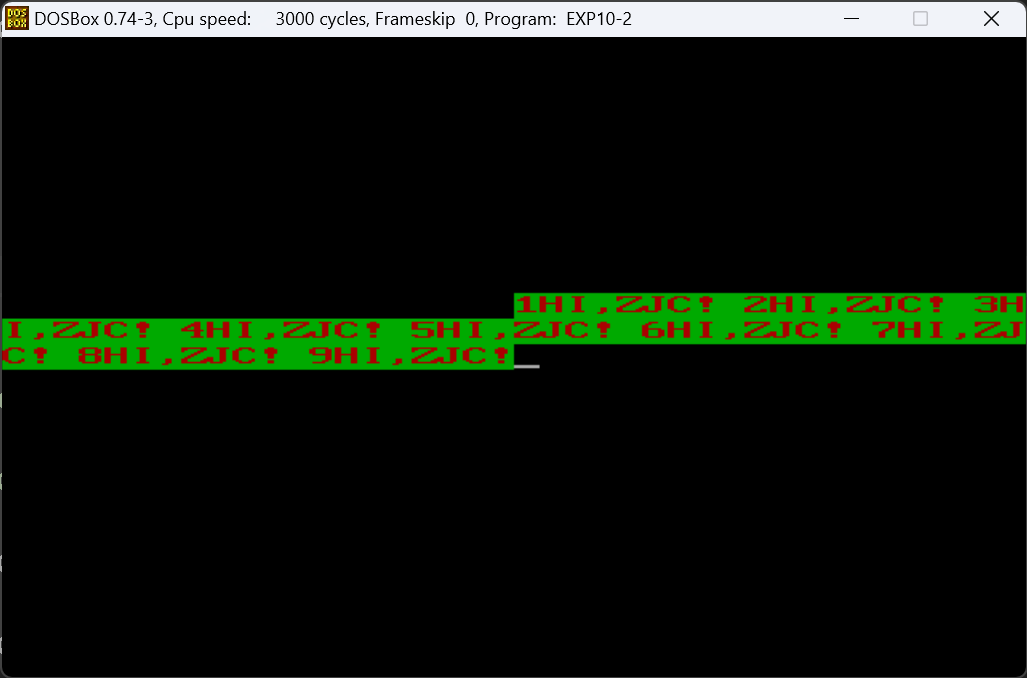 DOSBox 0.74-3, Cpu speed: 3000 cycles, Frameskip 0, Program: EXP10-2
1HI,ZJC! 2HI,ZJC! 3H
I,ZJC! 4HI,ZJC! 5HI,ZJC! 6HI,ZJC! 7HI,ZJ
C! 8HI,ZJC! 9HI,ZJC!